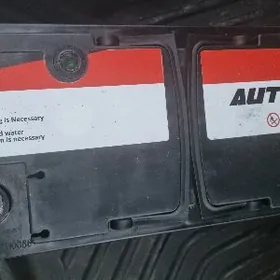 AUT
g is Necessary
d water
n is necessary